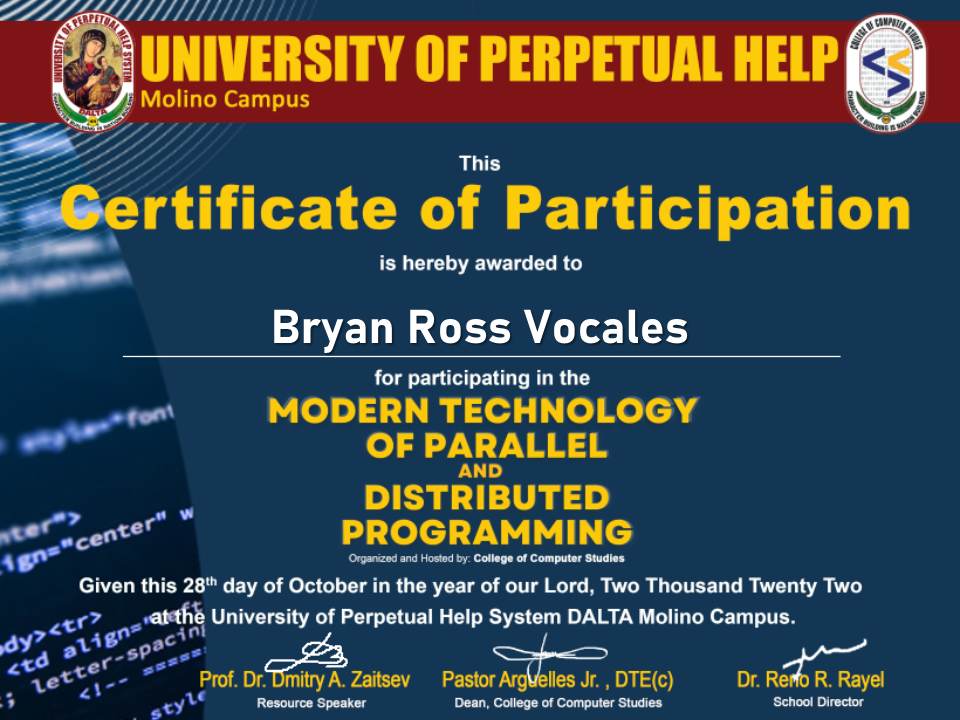 UNIVERSITY OF PERPETUAL HELP SYSTEM
DALTA
CHARACTER BUILDING IS NATION BUILDING
UNIVERSITY OF PERPETUAL HELP
Molino Campus
COLLEGE OF COMPUTER STUDIES
CHARACTER BUILDING IS NATION BUILDING
This
Certificate of Participation
is hereby awarded to
Bryan Ross Vocales
for participating in the
MODERN TECHNOLOGY
OF PARALLEL
AND
DISTRIBUTED
PROGRAMMING
Organized and Hosted by: College of Computer Studies
Given this 28th day of October in the year of our Lord, Two Thousand Twenty Two
at the University of Perpetual Help System DALTA Molino Campus.
Prof. Dr. Dmitry A. Zaitsev
Resource Speaker
Pastor Arguelles Jr. , DTE(c)
Dean, College of Computer Studies
Dr. Reno R. Rayel
School Director
style="font
enter">
ign="center" w
ody><tr>
<td align="left
; letter-spacing
<!-- ======
style